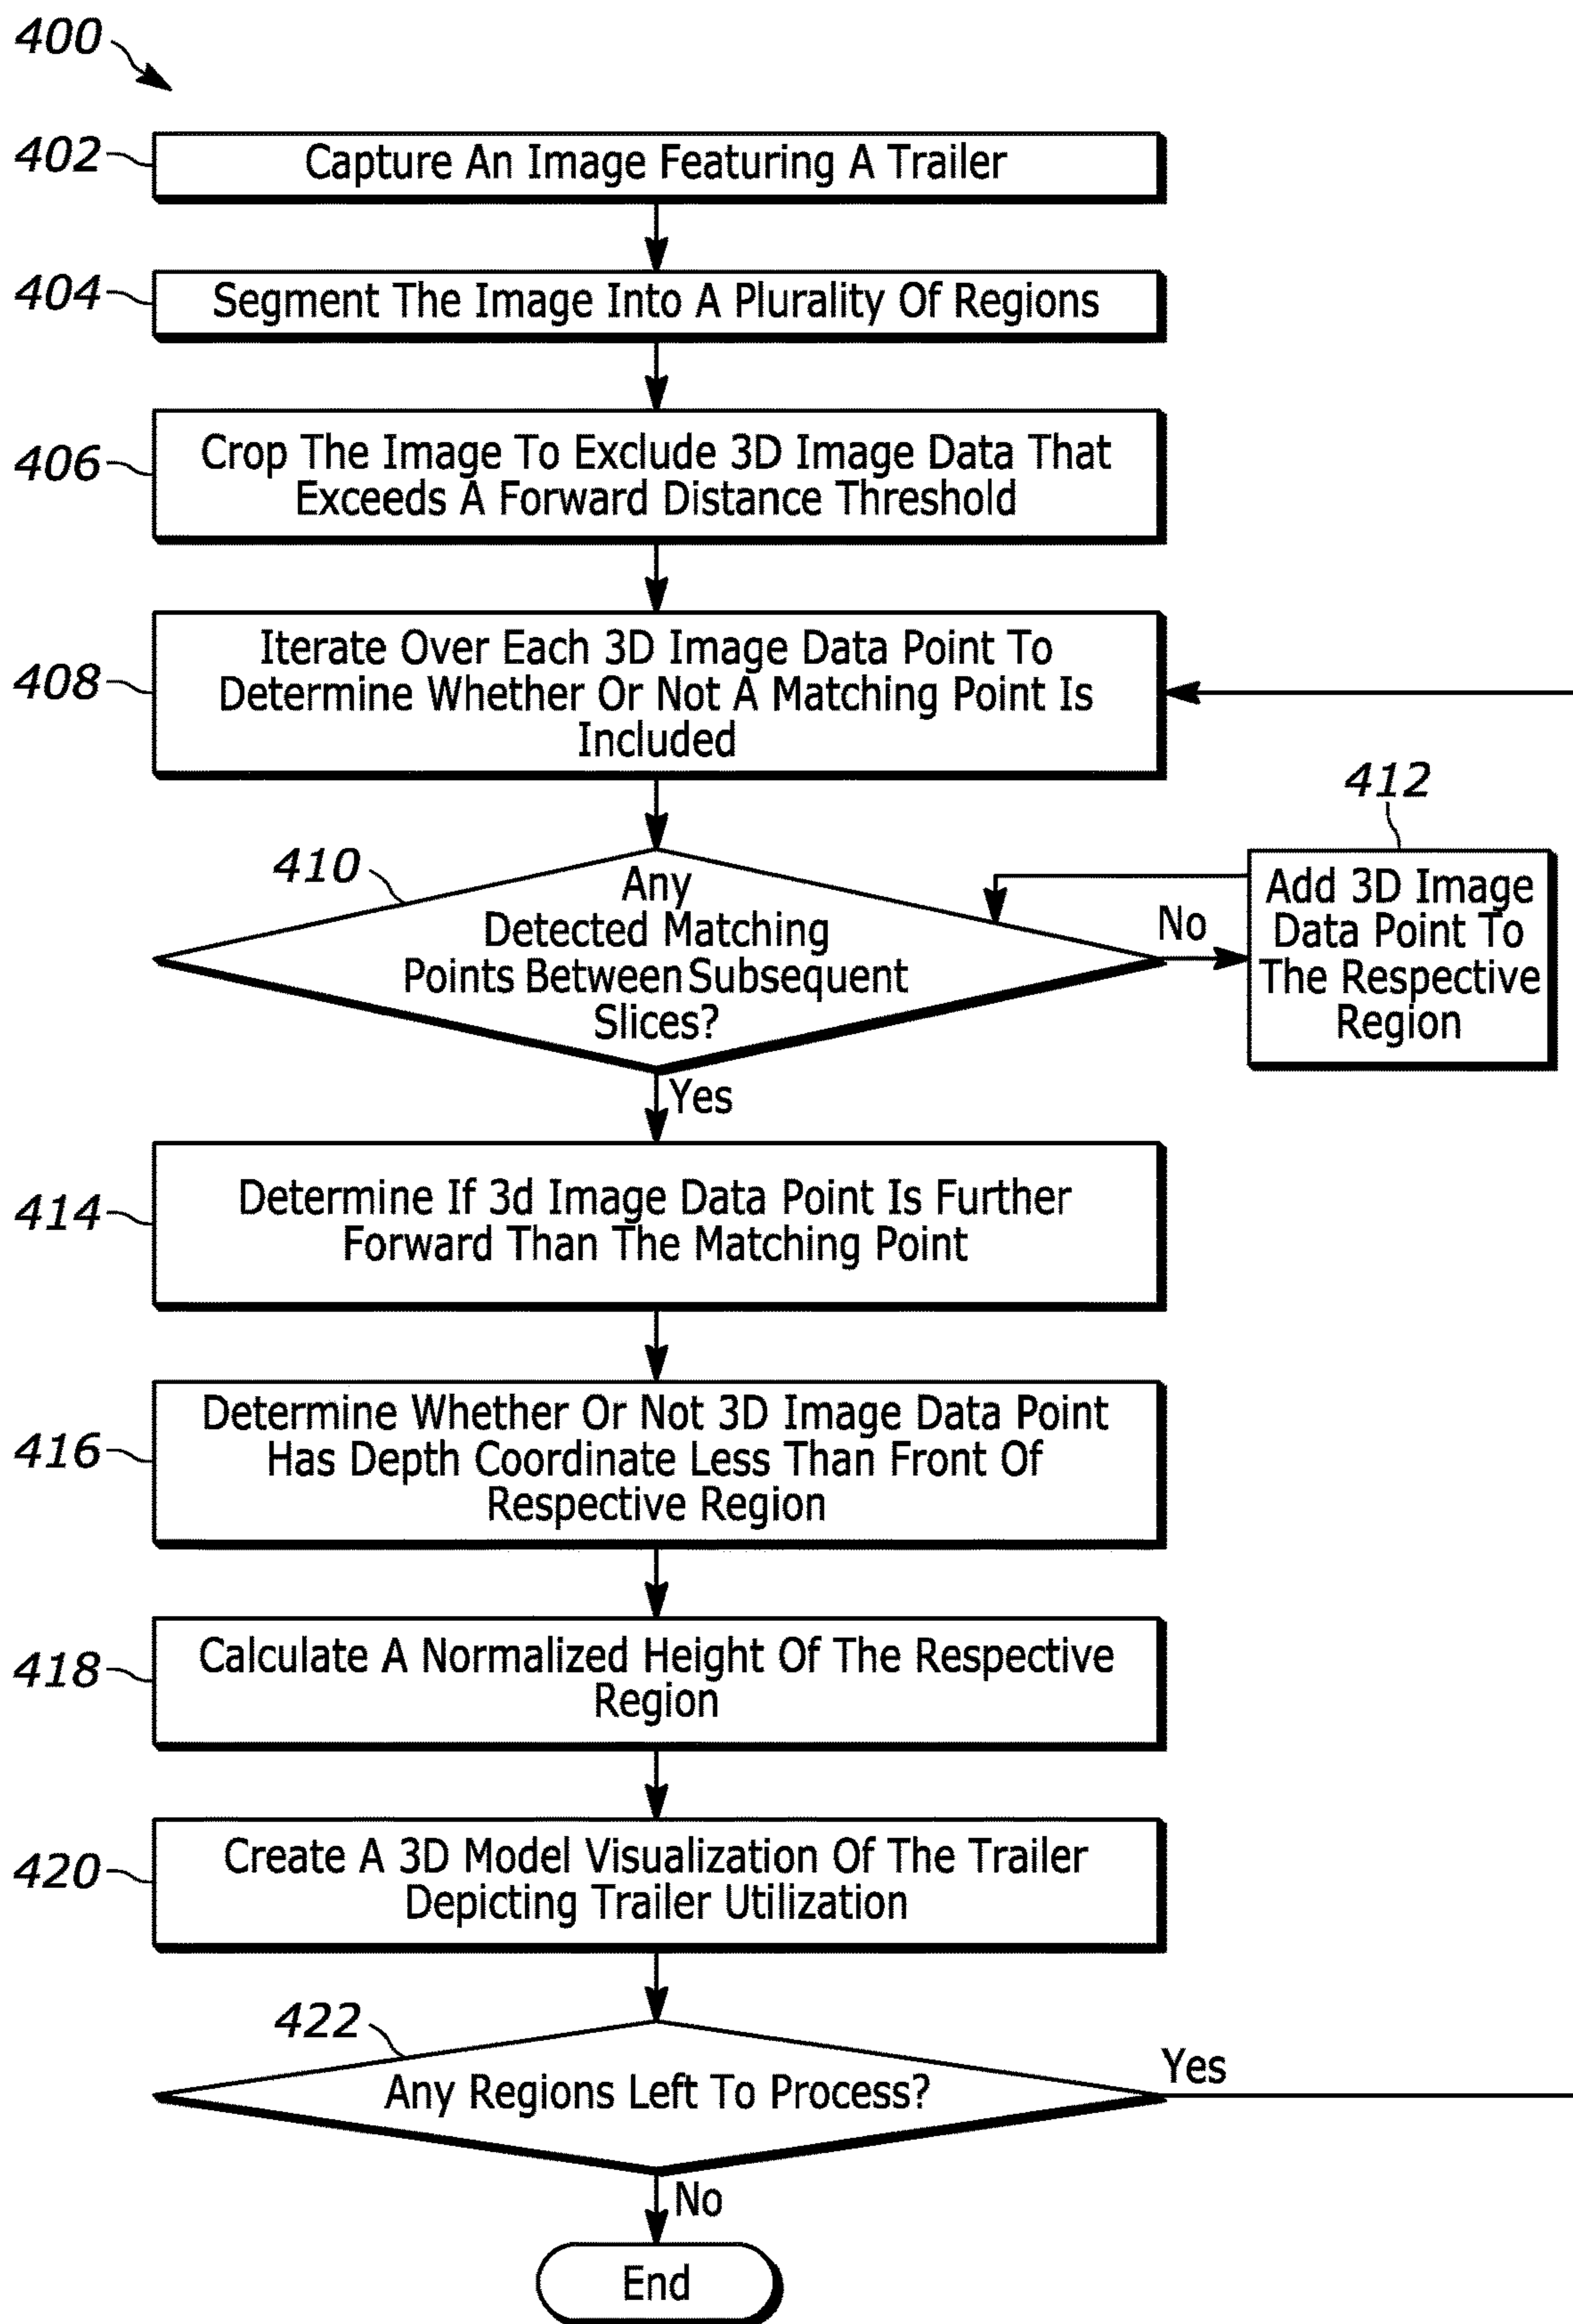 400
402
Capture An Image Featuring A Trailer
404
Segment The Image Into A Plurality Of Regions
406
Crop The Image To Exclude 3D Image Data That
Exceeds A Forward Distance Threshold
408
Iterate Over Each 3D Image Data Point To
Determine Whether Or Not A Matching Point Is
Included
410
Any
Detected Matching
Points Between Subsequent
Slices?
No
412
Add 3D Image
Data Point To
The Respective
Region
Yes
414
Determine If 3d Image Data Point Is Further
Forward Than The Matching Point
416
Determine Whether Or Not 3D Image Data Point
Has Depth Coordinate Less Than Front Of
Respective Region
418
Calculate A Normalized Height Of The Respective
Region
420
Create A 3D Model Visualization Of The Trailer
Depicting Trailer Utilization
422
Any Regions Left To Process?
Yes
No
End